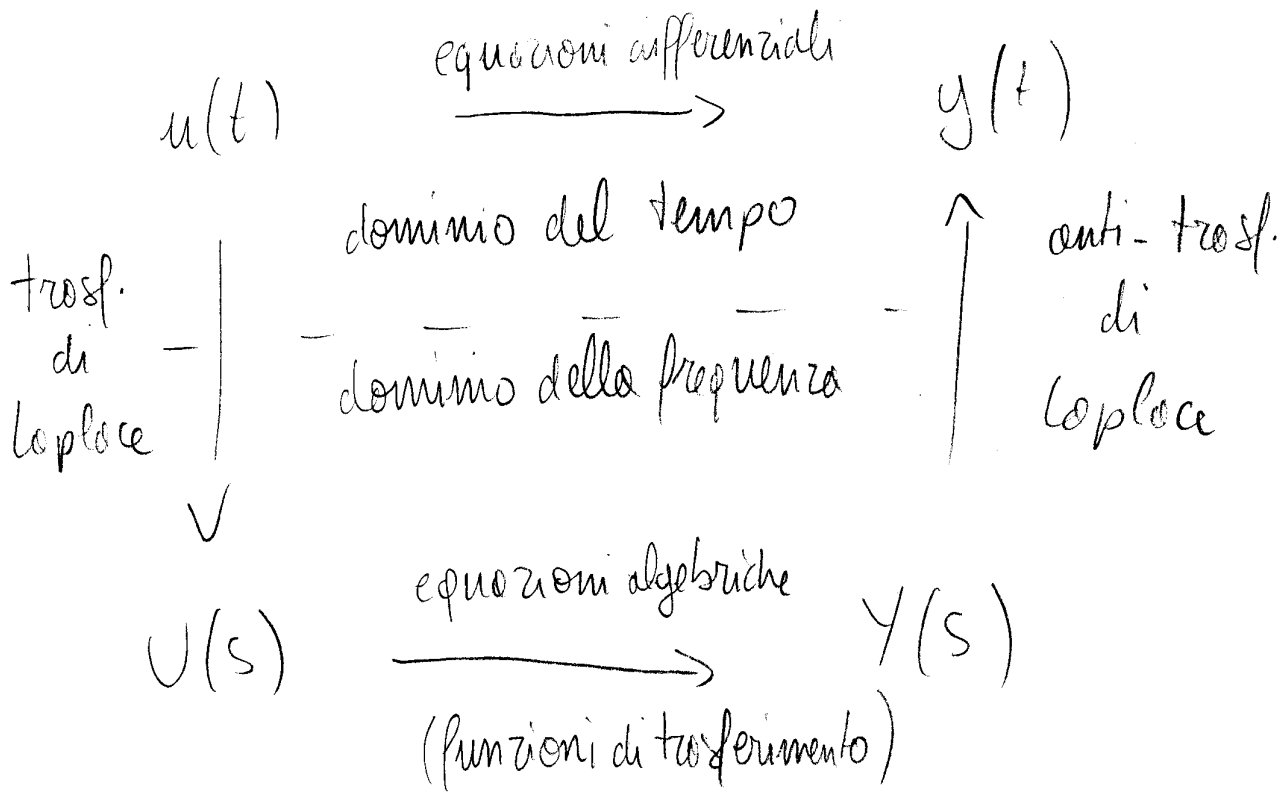 equazioni differenziali
u(t)
y(t)
dominio del tempo
trasf.
di
Laplace
anti-trasf.
di
Laplace
dominio della frequenza
equazioni algebriche
U(s)
Y(s)
(funzioni di trasferimento)